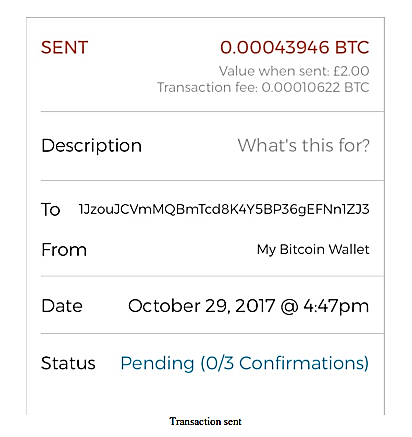 SENT 0.00043946 BTC
Value when sent: £2.00
Transaction fee: 0.00010622 BTC
Description What's this for?
To 1JzouJCVmMQBmTcd8K4Y5BP36gEFNn1ZJ3
From My Bitcoin Wallet
Date October 29, 2017 @ 4:47pm
Status Pending (0/3 Confirmations)
Transaction sent